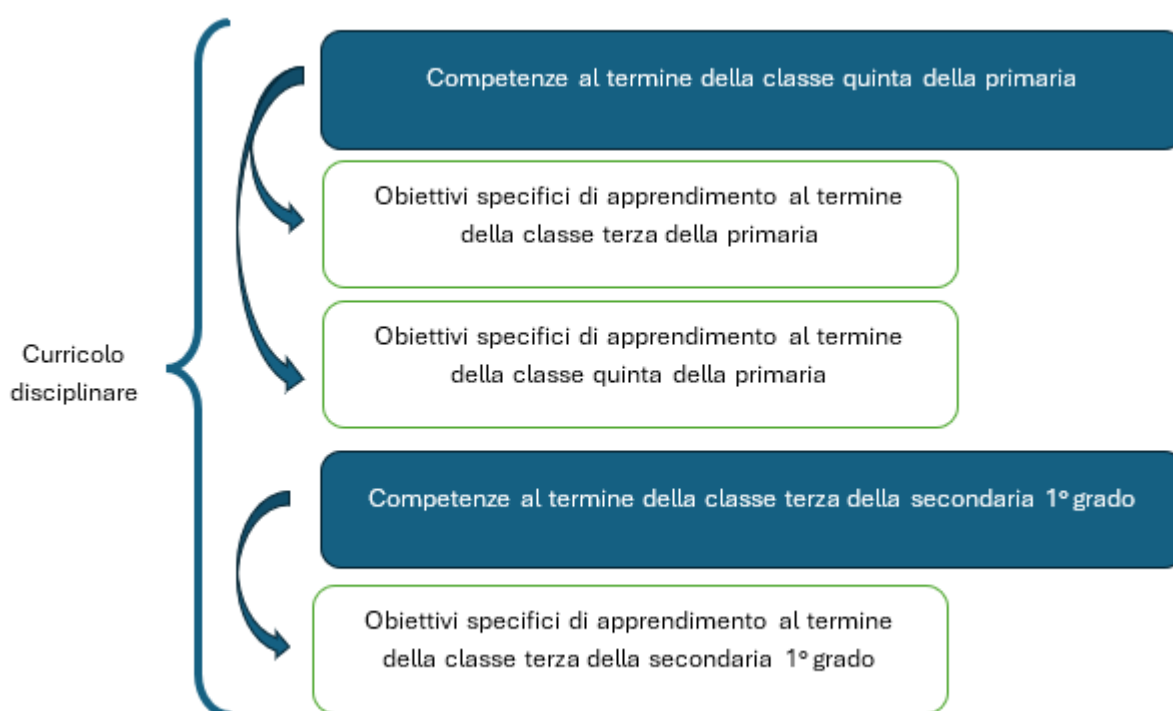 Competenze al termine della classe quinta della primaria
Obiettivi specifici di apprendimento al termine
della classe terza della primaria
Obiettivi specifici di apprendimento al termine
della classe quinta della primaria
Curricolo
disciplinare
Competenze al termine della classe terza della secondaria 1° grado
Obiettivi specifici di apprendimento al termine
della classe terza della secondaria 1° grado